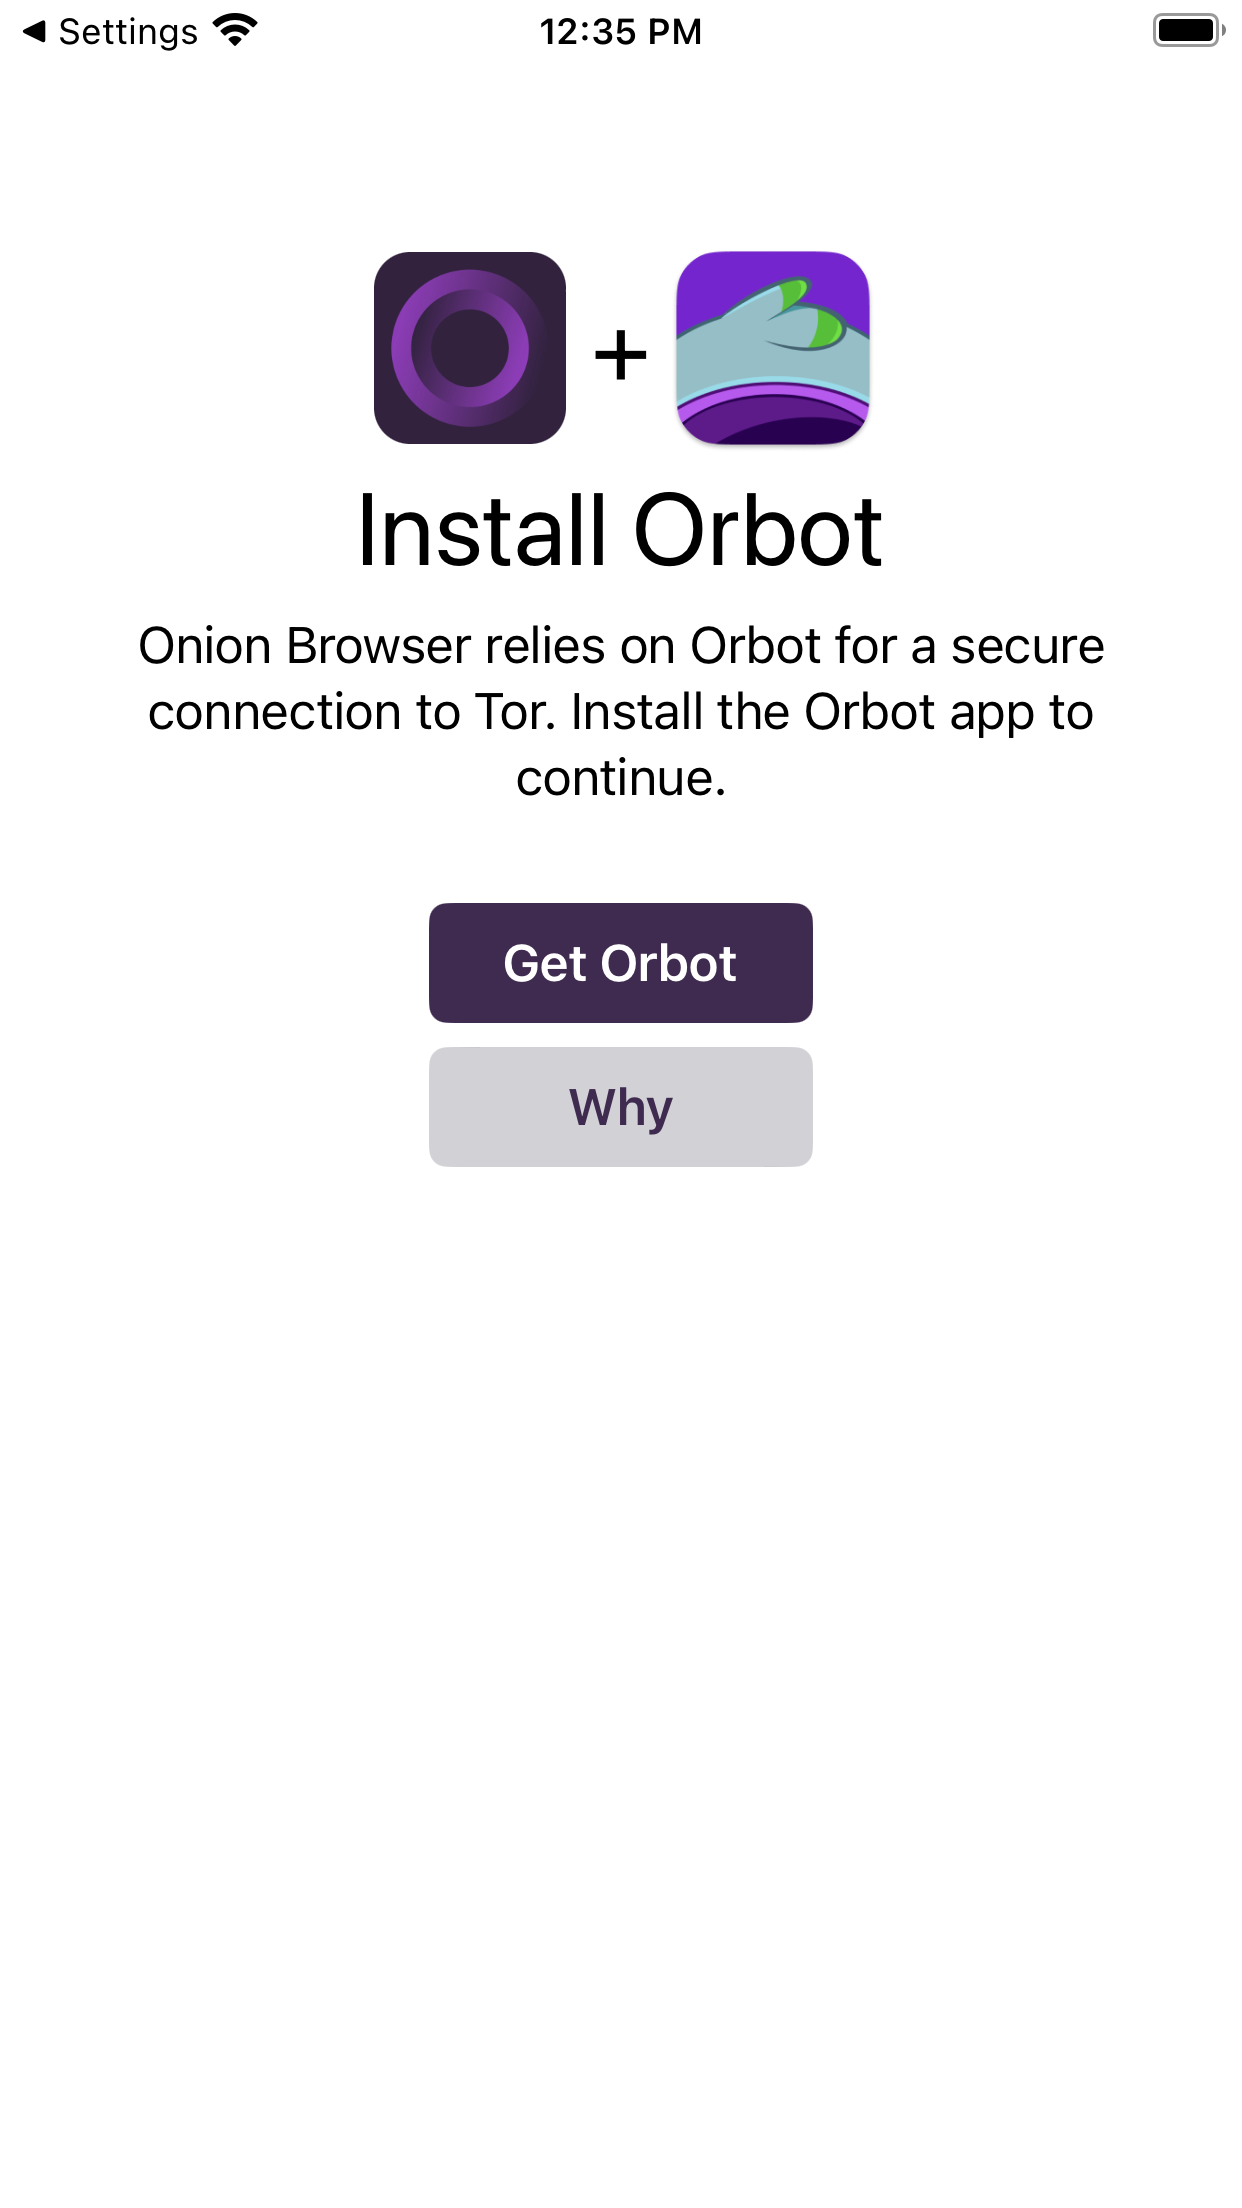 Settings
12:35 PM
+
Install Orbot
Onion Browser relies on Orbot for a secure
connection to Tor. Install the Orbot app to
continue.
Get Orbot
Why